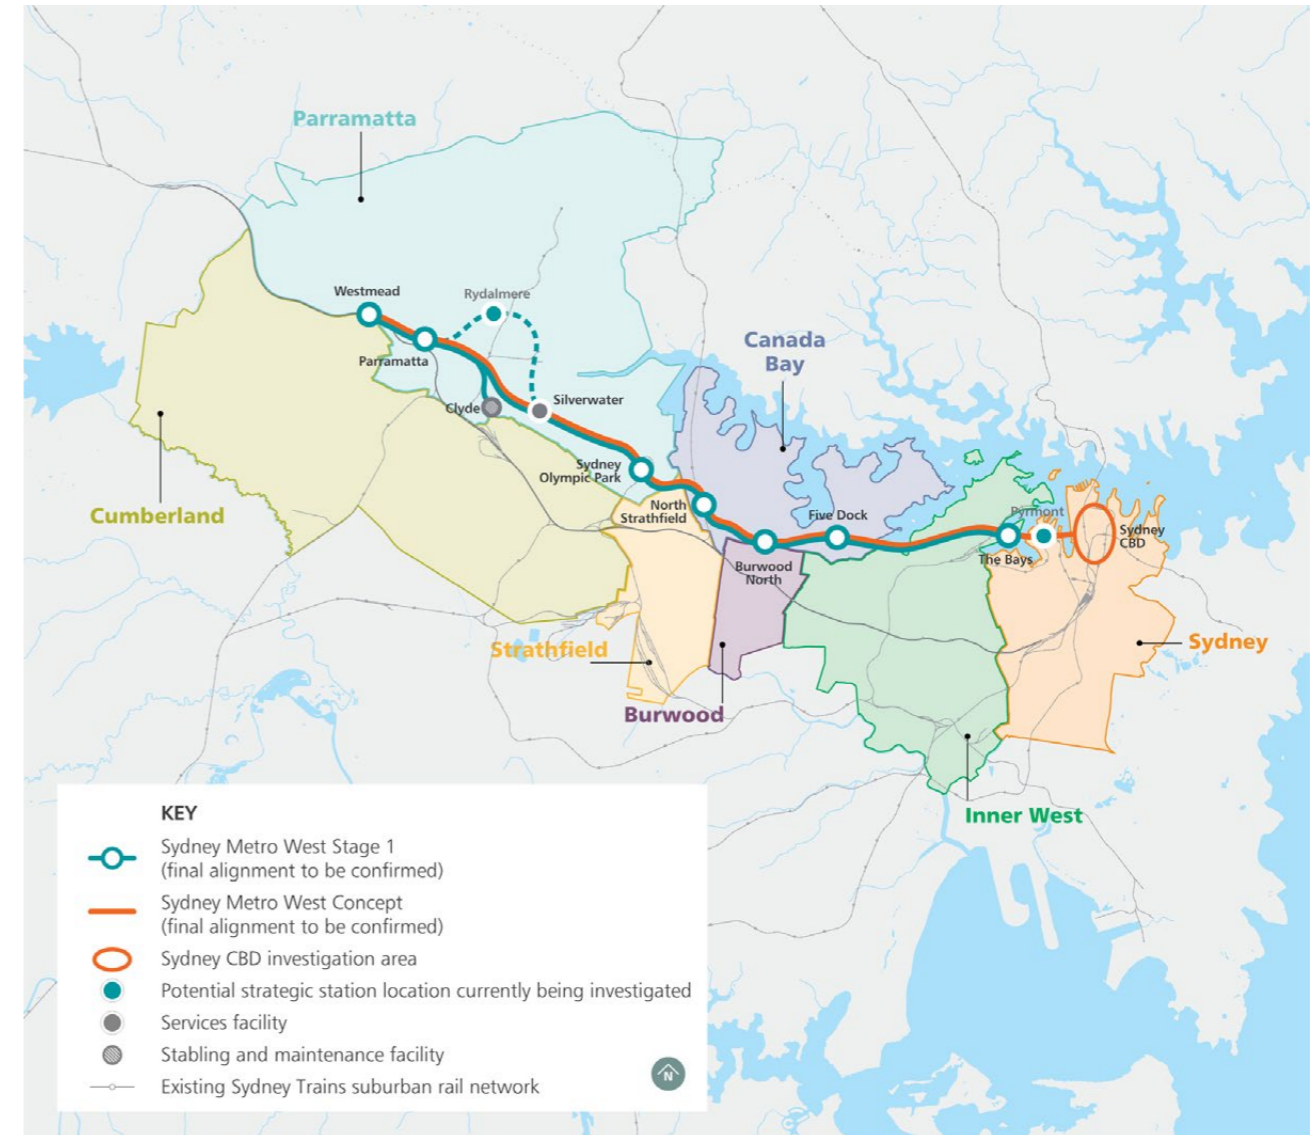 Parramatta
Westmead
Rydalmere
Parramatta
Canada
Bay
Clyde
Silverwater
Sydney
Olympic Park
North
Strathfield
Five Dock
Pyrmont
Sydney
CBD
Cumberland
Burwood
North
The Bays
Strathfield
Sydney
Burwood
Inner West
KEY
Sydney Metro West Stage 1
(final alignment to be confirmed)
Sydney Metro West Concept
(final alignment to be confirmed)
Sydney CBD investigation area
Potential strategic station location currently being investigated
Services facility
Stabling and maintenance facility
Existing Sydney Trains suburban rail network
N